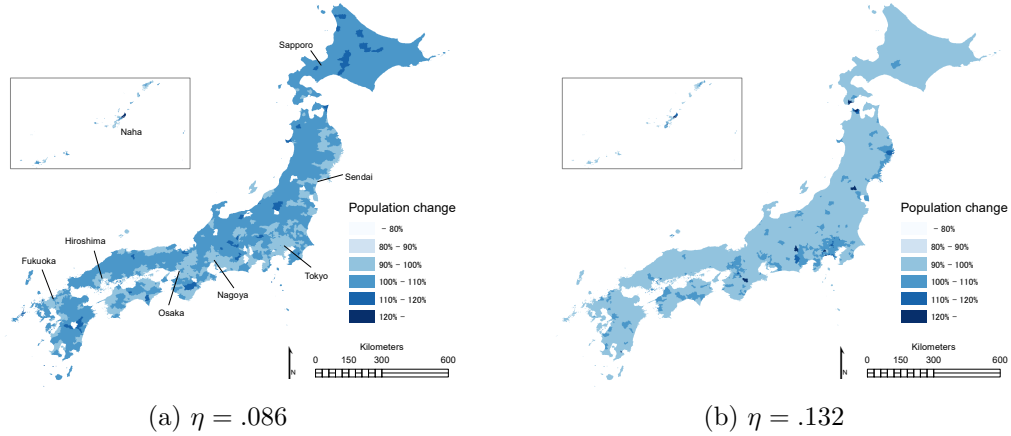 Sapporo
Naha
Sendai
Hiroshima
Fukuoka
Tokyo
Nagoya
Osaka
Population change
- 80%
80% - 90%
90% - 100%
100% - 110%
110% - 120%
120% -
Kilometers
N
0 150 300 600
(a) η = .086
Population change
- 80%
80% - 90%
90% - 100%
100% - 110%
110% - 120%
120% -
Kilometers
N
0 150 300 600
(b) η = .132